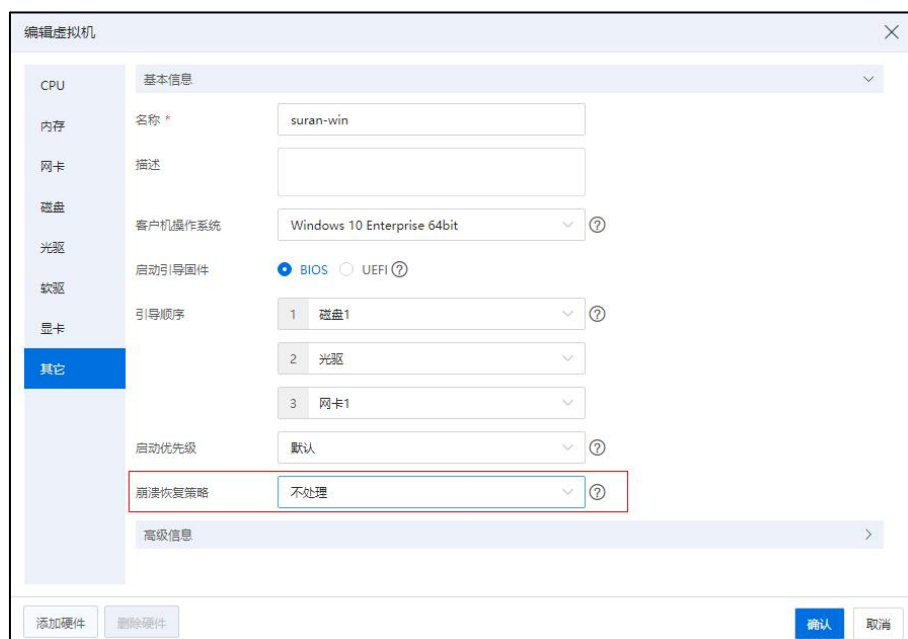 编辑虚拟机
CPU
内存
网卡
磁盘
光驱
软驱
显卡
其它
基本信息
名称 * suran-win
描述
客户机操作系统 Windows 10 Enterprise 64bit
启动引导固件 BIOS UEFI
引导顺序 1 磁盘1
2 光驱
3 网卡1
启动优先级 默认
崩溃恢复策略 不处理
高级信息
添加硬件 删除硬件 确认 取消